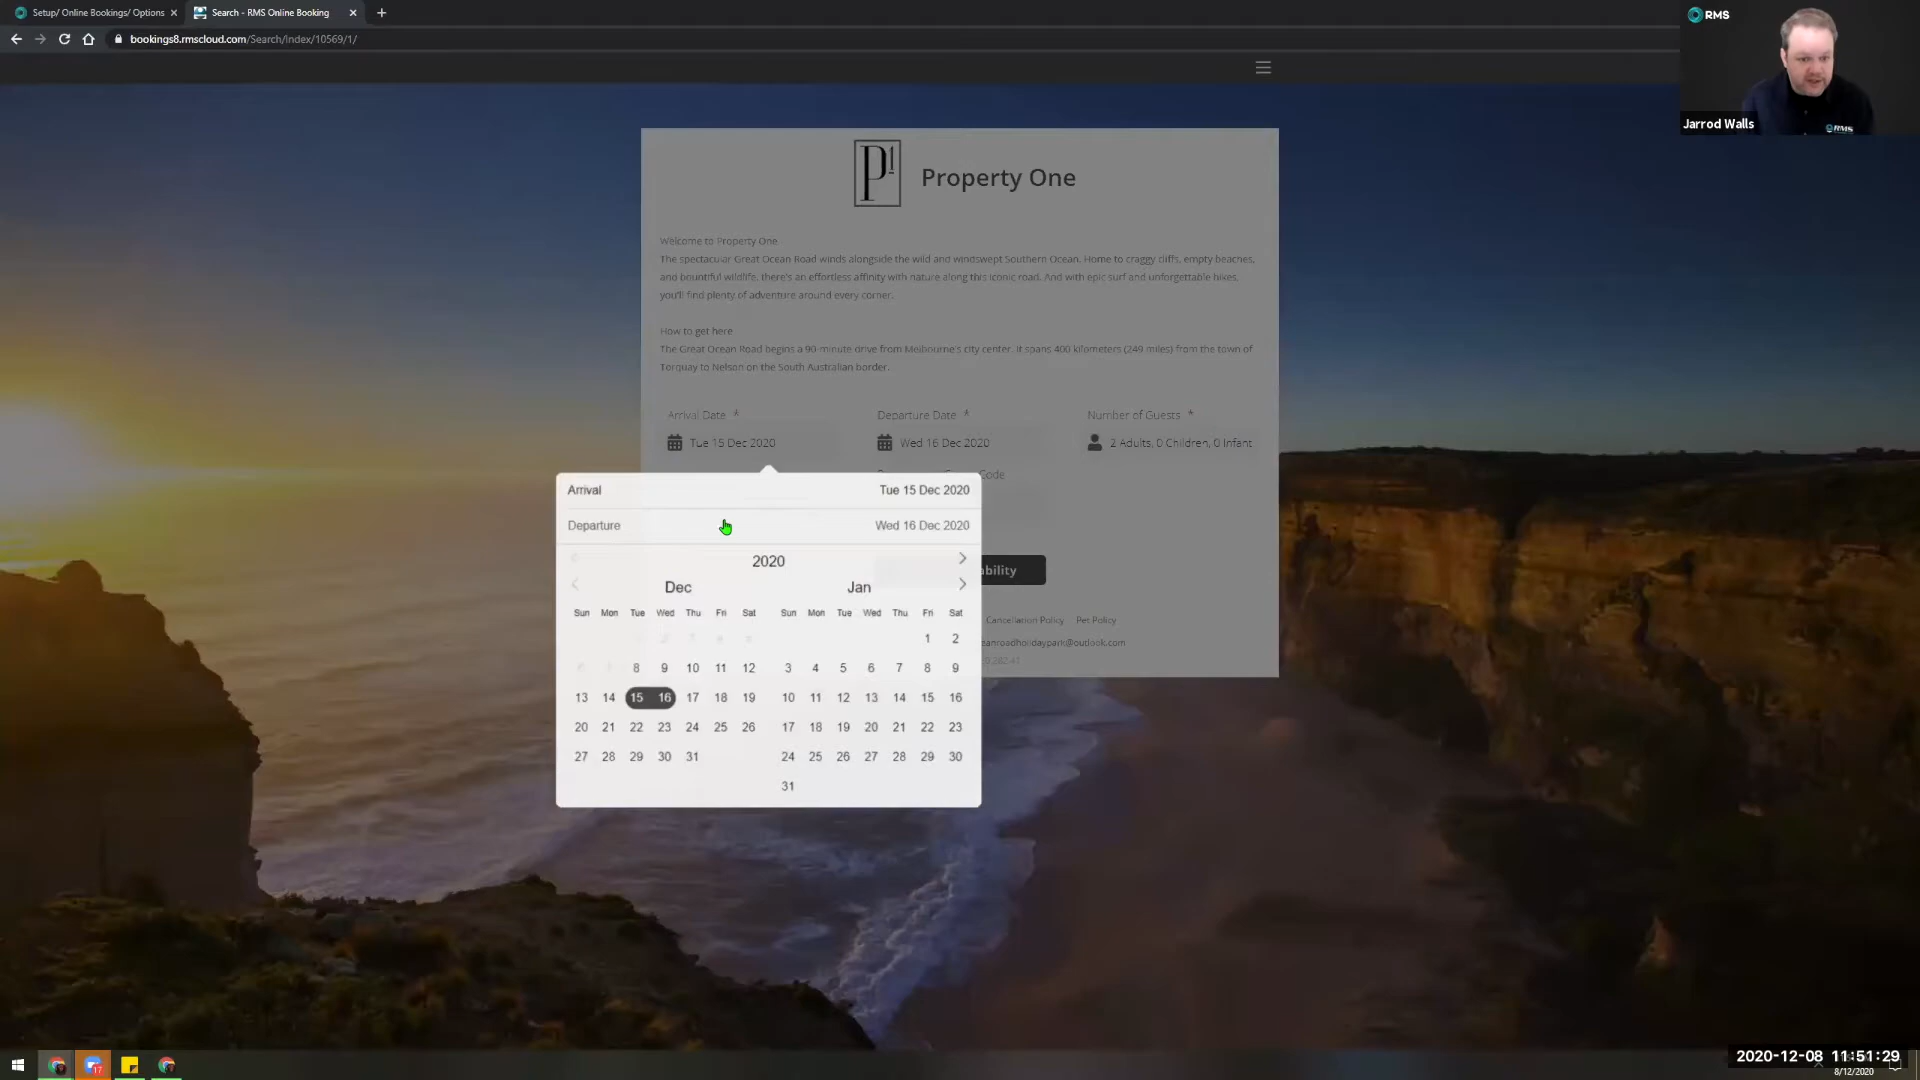 Setup/ Online Bookings/ Options
Search - RMS Online Booking
bookings8.rmscloud.com/Search/Index/10569/1/
RMS
Jarrod Walls
RMS
P1
Property One
Welcome to Property One
The spectacular Great Ocean Road winds alongside the wild and windswept Southern Ocean. Home to craggy cliffs, empty beaches,
and bountiful wildlife, there's an effortless affinity with nature along this iconic road. And with epic surf and unforgettable hikes,
you'll find plenty of adventure around every corner.
How to get here
The Great Ocean Road begins a 90-minute drive from Melbourne's city center. It spans 400 kilometers (249 miles) from the town of
Torquay to Nelson on the South Australian border.
Arrival Date * Departure Date * Number of Guests *
Tue 15 Dec 2020 Wed 16 Dec 2020 2 Adults, 0 Children, 0 Infant
Code
Arrival Tue 15 Dec 2020
Departure Wed 16 Dec 2020
2020
ability
Dec Jan
Sun Mon Tue Wed Thu Fri Sat Sun Mon Tue Wed Thu Fri Sat
1 2
Cancellation Policy Pet Policy
eanroadholidaypark@outlook.com
8 9 10 11 12 3 4 5 6 7 8 9
13 14 15 16 17 18 19 10 11 12 13 14 15 16
20 21 22 23 24 25 26 17 18 19 20 21 22 23
27 28 29 30 31 24 25 26 27 28 29 30
31
17
2020-12-08 11:51:29
8/12/2020